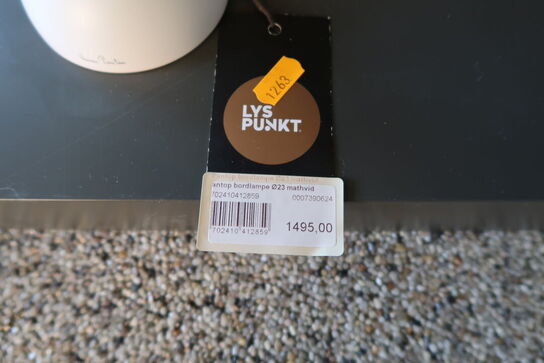 1263
LYS
PUNKT
antop bordlampe Ø23 mathvid
702410412859 0007390624
1495,00
702410 412859